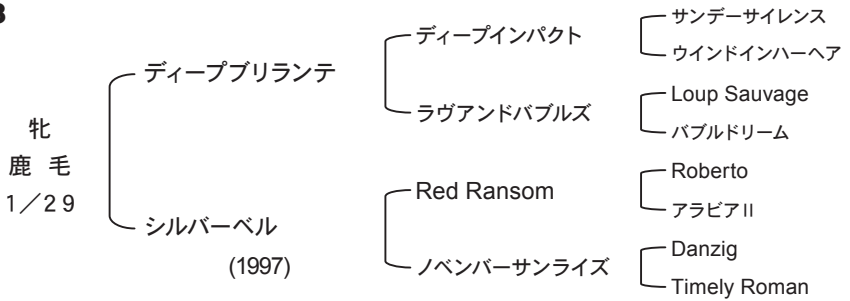 牝
鹿 毛
1／29
ディープブリランテ
シルバーベル
(1997)
ディープインパクト
ラヴアンドバブルズ
Red Ransom
ノベンバーサンライズ
サンデーサイレンス
ウインドインハーヘア
Loup Sauvage
バブルドリーム
Roberto
アラビアII
Danzig
Timely Roman